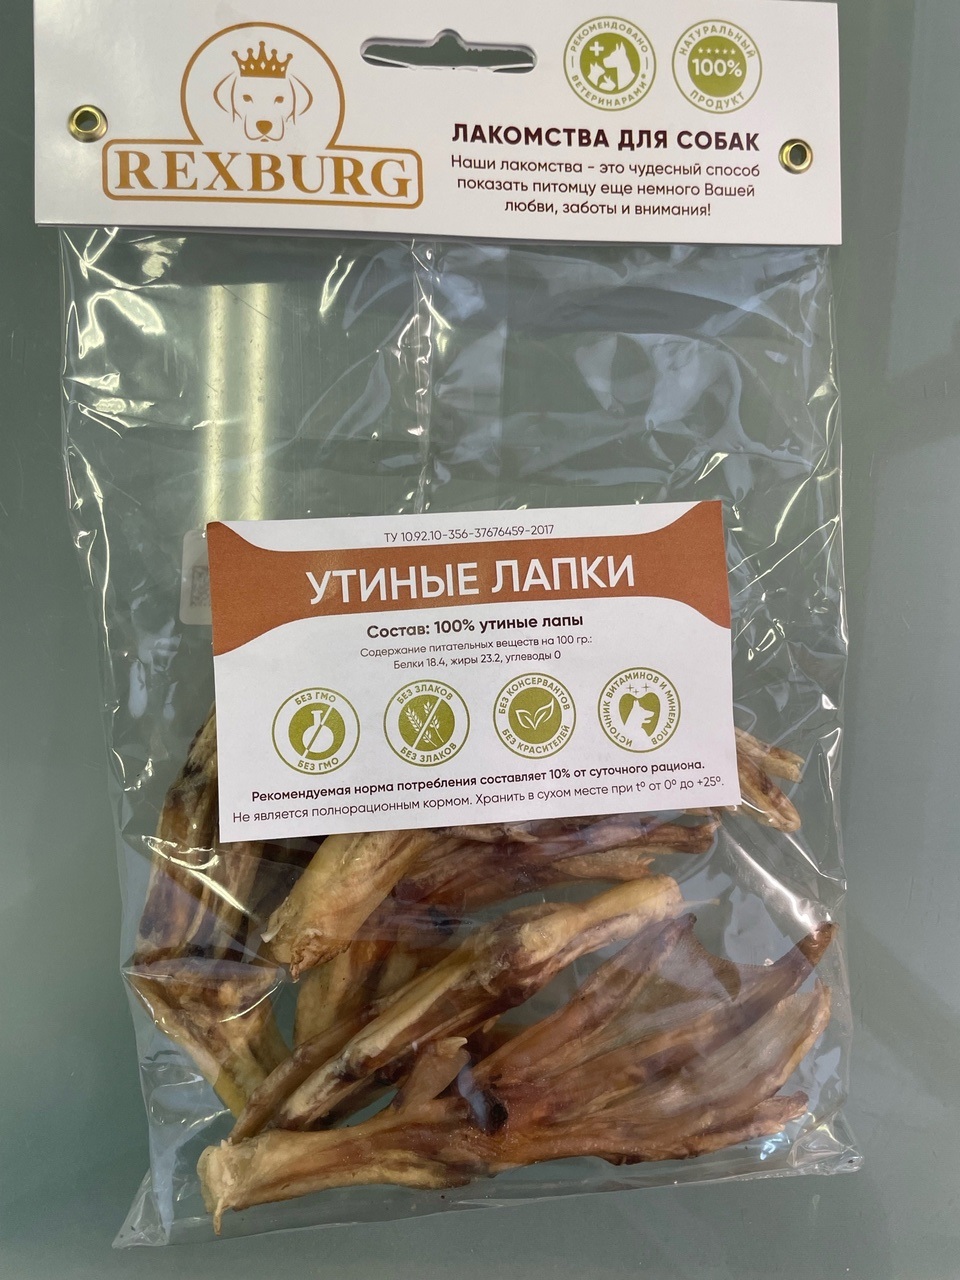 РЕКОМЕНДОВАНО ВЕТЕРИНАРАМИ*
НАТУРАЛЬНЫЙ
100%
ПРОДУКТ
REXBURG
ЛАКОМСТВА ДЛЯ СОБАК
Наши лакомства - это чудесный способ
показать питомцу еще немного Вашей
любви, заботы и внимания!
ТУ 10.92.10-356-37676459-2017
УТИНЫЕ ЛАПКИ
Состав: 100% утиные лапы
Содержание питательных веществ на 100 гр.:
Белки 18.4, жиры 23.2, углеводы 0
БЕЗ ГМО
БЕЗ ГМО
БЕЗ ЗЛАКОВ
БЕЗ ЗЛАКОВ
БЕЗ КОНСЕРВАНТОВ
БЕЗ КРАСИТЕЛЕЙ
ИСТОЧНИК ВИТАМИНОВ И МИНЕРАЛОВ
Рекомендуемая норма потребления составляет 10% от суточного рациона.
Не является полнорационным кормом. Хранить в сухом месте при t° от 0° до +25°.